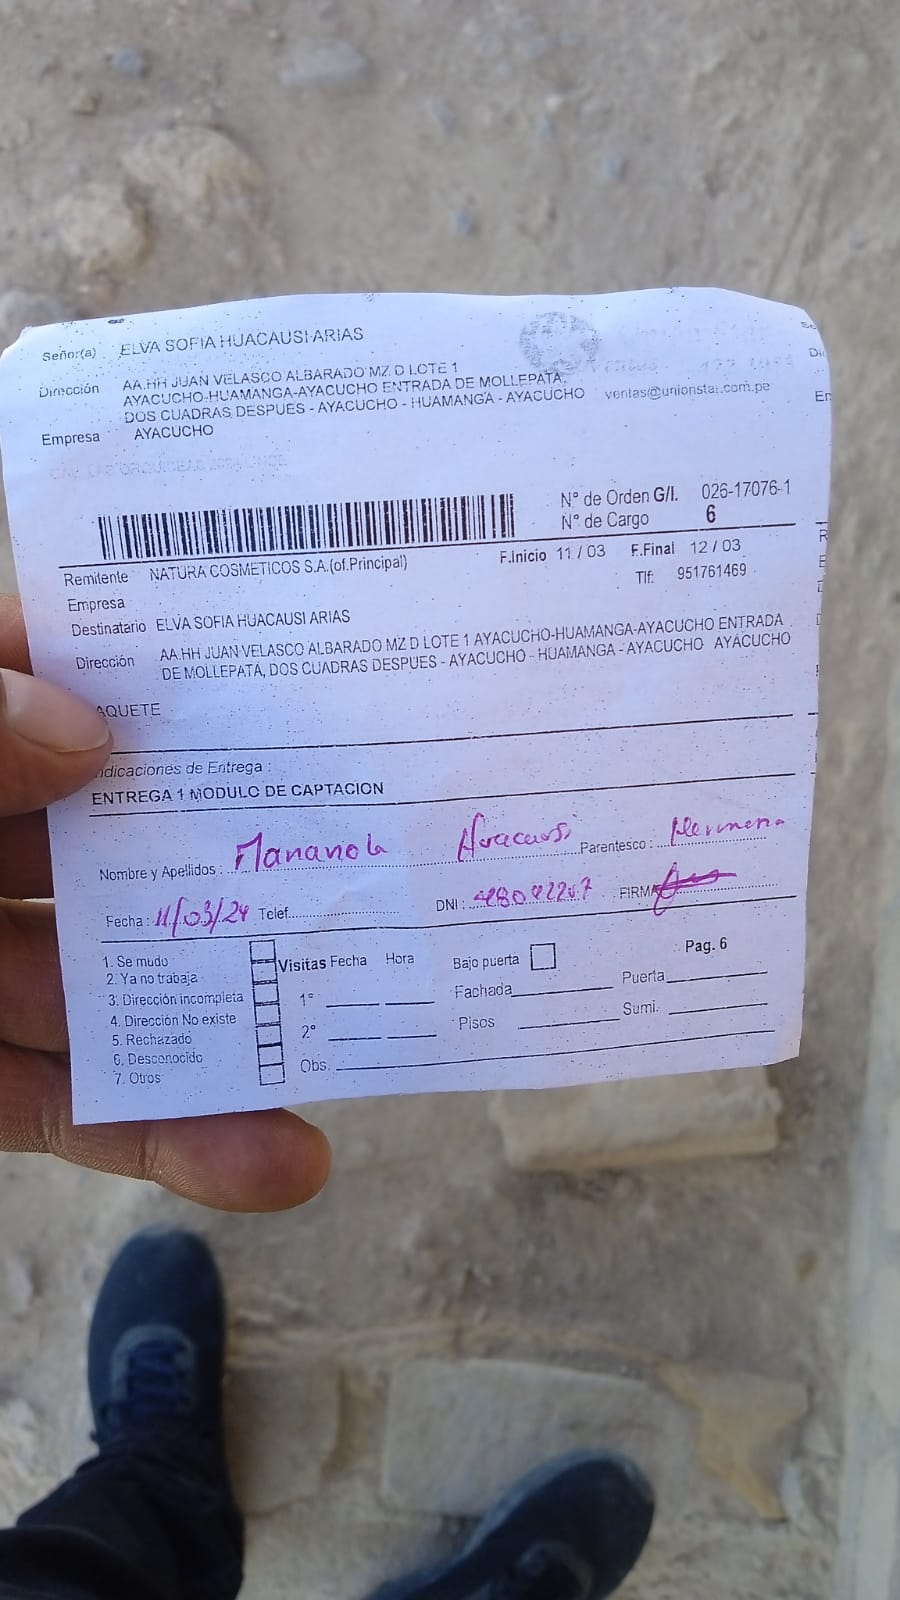 Señor(a) ELVA SOFIA HUACAUSI ARIAS
Dirección AA.HH JUAN VELASCO ALBARADO MZ D LOTE 1
AYACUCHO-HUAMANGA-AYACUCHO ENTRADA DE MOLLEPATA,
DOS CUADRAS DESPUES - AYACUCHO - HUAMANGA - AYACUCHO ventas@unionstar.com.pe
Empresa AYACUCHO
Nº de Orden G/I. 026-17076-1
Nº de Cargo 6
Remitente NATURA COSMETICOS S.A.(of.Principal) F.Inicio 11 / 03 F.Final 12 / 03
Empresa Tlf: 951761469
Destinatario ELVA SOFIA HUACAUSI ARIAS
Dirección AA.HH JUAN VELASCO ALBARADO MZ D LOTE 1 AYACUCHO-HUAMANGA-AYACUCHO ENTRADA
DE MOLLEPATA, DOS CUADRAS DESPUES - AYACUCHO - HUAMANGA - AYACUCHO AYACUCHO
AQUETE
ndicaciones de Entrega :
ENTREGA 1 MODULO DE CAPTACION
Nombre y Apellidos : Huacausi Parentesco : Hermana
Fecha : 11/03/24 Telef. DNI : FIRMA
1. Se mudo
2. Ya no trabaja
3. Dirección incompleta
4. Dirección No existe
5. Rechazado
6. Desconocido
7. Otros
Visitas Fecha Hora Bajo puerta Pag. 6
1º Fachada Puerta
2º Pisos Sumi.
Obs.